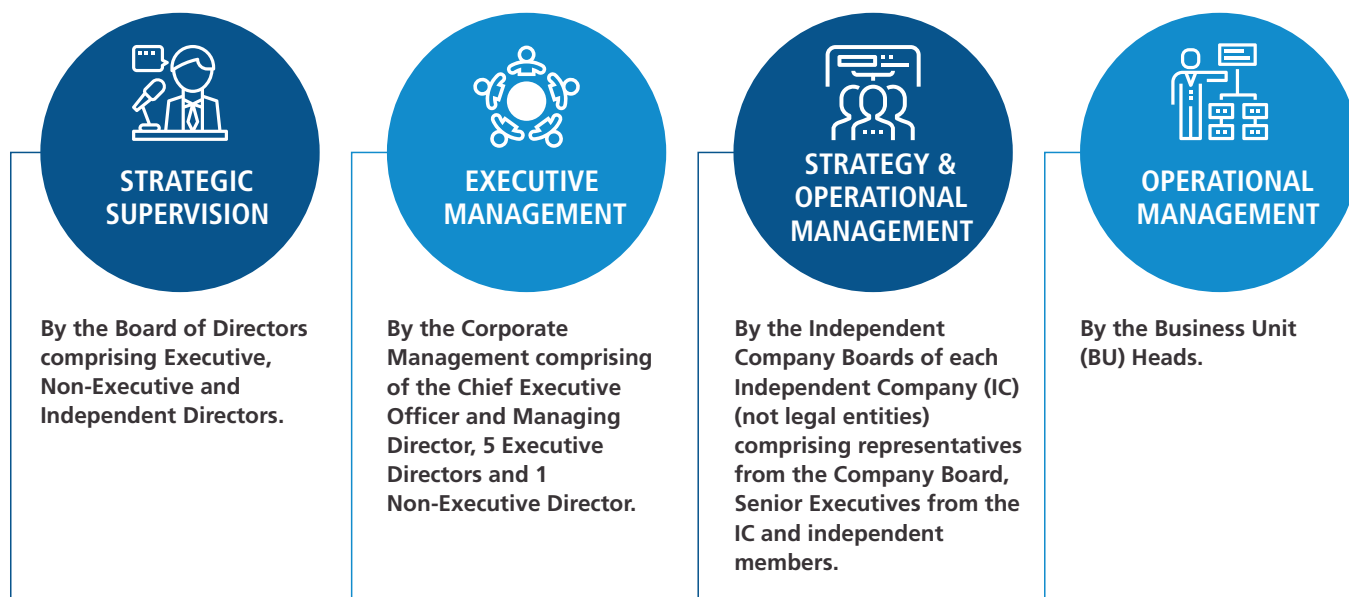 STRATEGIC
SUPERVISION
By the Board of Directors
comprising Executive,
Non-Executive and
Independent Directors.
EXECUTIVE
MANAGEMENT
By the Corporate
Management comprising
of the Chief Executive
Officer and Managing
Director, 5 Executive
Directors and 1
Non-Executive Director.
STRATEGY &
OPERATIONAL
MANAGEMENT
By the Independent
Company Boards of each
Independent Company (IC)
(not legal entities)
comprising representatives
from the Company Board,
Senior Executives from the
IC and independent
members.
OPERATIONAL
MANAGEMENT
By the Business Unit
(BU) Heads.